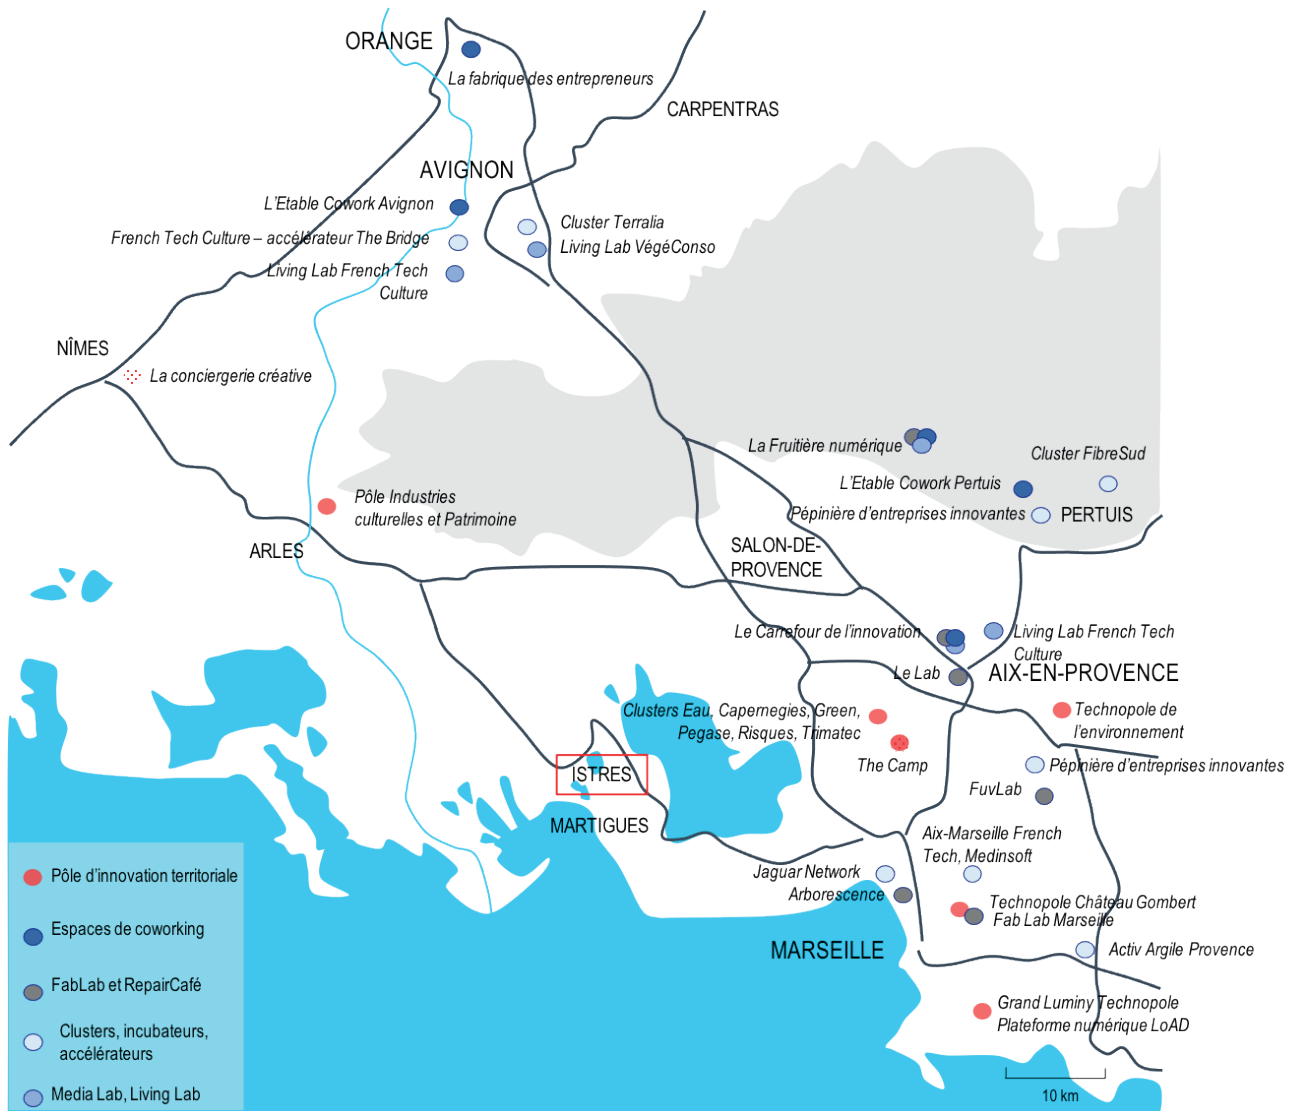 ORANGE
La fabrique des entrepreneurs
CARPENTRAS
AVIGNON
L'Etable Cowork Avignon
French Tech Culture – accélérateur The Bridge
Living Lab French Tech
Culture
Cluster Terralia
Living Lab VégéConso
NÎMES
La conciergerie créative
La Fruitière numérique
Cluster FibreSud
L'Etable Cowork Pertuis
Pépinière d'entreprises innovantes
PERTUIS
Pôle Industries
culturelles et Patrimoine
ARLES
SALON-DE-
PROVENCE
Le Carrefour de l'innovation
Living Lab French Tech
Culture
Le Lab
AIX-EN-PROVENCE
Clusters Eau, Capernegies, Green,
Pegase, Risques, Trimatec
The Camp
Technopole de
l'environnement
Pépinière d'entreprises innovantes
FuvLab
ISTRES
MARTIGUES
Aix-Marseille French
Tech, Medinsoft
Jaguar Network
Arborescence
Technopole Château Gombert
Fab Lab Marseille
MARSEILLE
Activ Argile Provence
Grand Luminy Technopole
Plateforme numérique LoAD
10 km
Pôle d'innovation territoriale
Espaces de coworking
FabLab et RepairCafé
Clusters, incubateurs,
accélérateurs
Media Lab, Living Lab